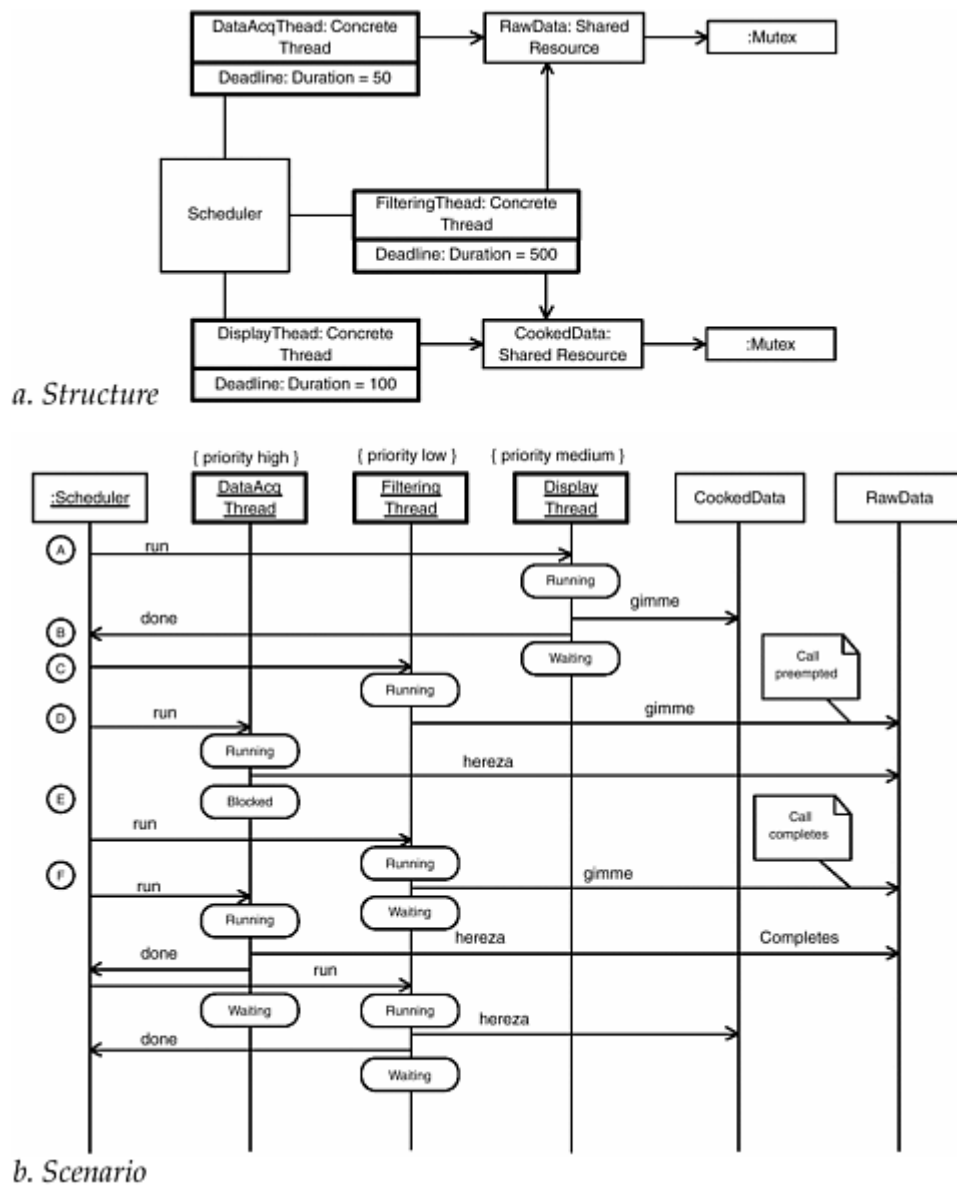 DataAcqThead: Concrete
Thread
Deadline: Duration = 50
RawData: Shared
Resource
:Mutex
Scheduler
FilteringThead: Concrete
Thread
Deadline: Duration = 500
DisplayThead: Concrete
Thread
Deadline: Duration = 100
CookedData:
Shared Resource
:Mutex
a. Structure
{ priority high }
{ priority low }
{ priority medium }
:Scheduler
DataAcq
Thread
Filtering
Thread
Display
Thread
CookedData
RawData
A
run
Running
gimme
B
done
Waiting
C
Running
Call
preempted
D
run
gimme
Running
hereza
E
Blocked
run
Call
completes
Running
F
run
gimme
Running
Waiting
hereza
Completes
done
run
Waiting
Running
hereza
done
Waiting
b. Scenario